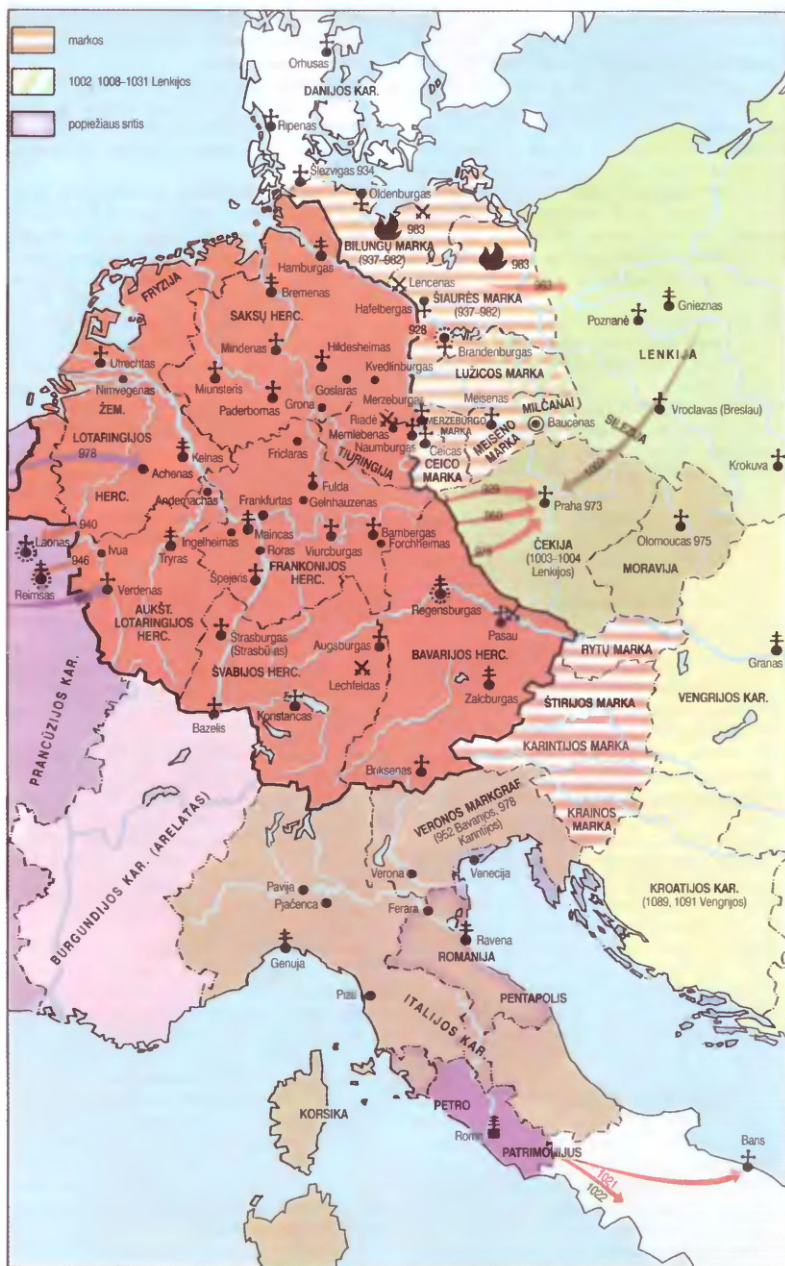 markos
1002 1008–1031 Lenkijos
popiežiaus sritis
Orhusas
DANIJOS KAR.
Ripenas
Šlezvigas 934
Oldenburgas
983
BILUNGŲ MARKA
(937–982)
983
Hamburgas
Lencenas
983
FRYZIJA
Bremenas
Hafelbergas
ŠIAURĖS MARKA
(937–982)
Gnieznas
SAKSŲ HERC.
928
Poznanė
Mindenas
Hildesheimas
Brandenburgas
LENKIJA
Utrechtas
Kvedlinburgas
LUŽICOS MARKA
Nimvegenas
Miunsteris
Goslaras
Merzeburgas
Meisenas
MILČANAI
Paderbornas
Grona
Vroclavas (Breslau)
ŽEM.
LOTARINGIJOS
978
HERC.
Riadė
MERZEBURGO
MARKA
MEISENO
MARKA
Baucenas
SILEZIJA
Memlebenas
Naumburgas
Ceicas
CEICO
MARKA
Kelnas
Friclaras
TIURINGIJA
Krokuva
Achenas
Andernachas
Fulda
Gelnhauzenas
929
Praha 973
Frankfurtas
950
Olomoucas 975
940
Laonas
Ingelheimas
Maincas
Bambergas
Forchheimas
ČEKIJA
(1003–1004
Lenkijos)
MORAVIJA
946
Ivua
Tryras
Roras
Viurcburgas
Reimsas
Verdenas
Špejeris
FRANKONIJOS HERC.
Regensburgas
AUKŠT.
LOTARINGIJOS
HERC.
Pasau
Štrasburgas
(Strasbūras)
Augsburgas
BAVARIJOS HERC.
RYTŲ MARKA
Granas
ŠVABIJOS HERC.
Lechfeldas
Zalcburgas
ŠTIRIJOS MARKA
VENGRIJOS KAR.
PRANCŪZIJOS KAR.
Bazelis
Konstancas
KARINTIJOS MARKA
Briksenas
KRAINOS
MARKA
VERONOS MARKGRAF.
(952 Bavarijos, 978
Karintijos)
BURGUNDIJOS KAR. (ARELATAS)
Verona
Venecija
KROATIJOS KAR.
(1089, 1091 Vengrijos)
Pavija
Pjačenca
Ferara
Genuja
Ravena
ROMANIJA
Piza
PENTAPOLIS
ITALIJOS KAR.
KORSIKA
PETRO
Roma
PATRIMONIJUS
Baris
1021
1022